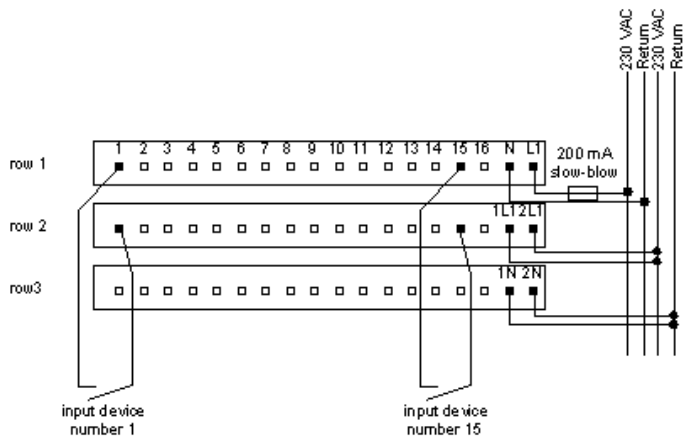 230 VAC
Return
230 VAC
Return
1 2 3 4 5 6 7 8 9 10 11 12 13 14 15 16 N L1
row 1
200 mA
slow-blow
1L1 2L1
row 2
1N 2N
row3
input device
number 1
input device
number 15